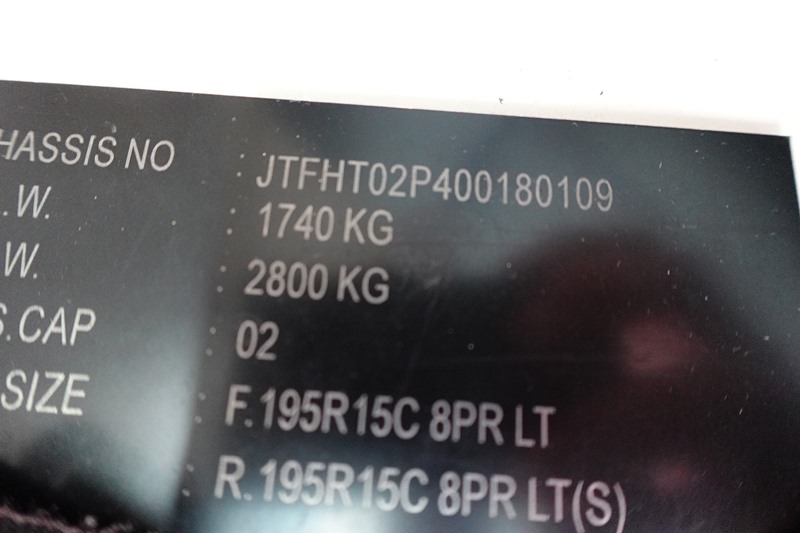 HASSIS NO : JTFHT02P400180109
.W. : 1740 KG
.W. : 2800 KG
S.CAP : 02
SIZE : F.195R15C 8PR LT
: R.195R15C 8PR LT(S)